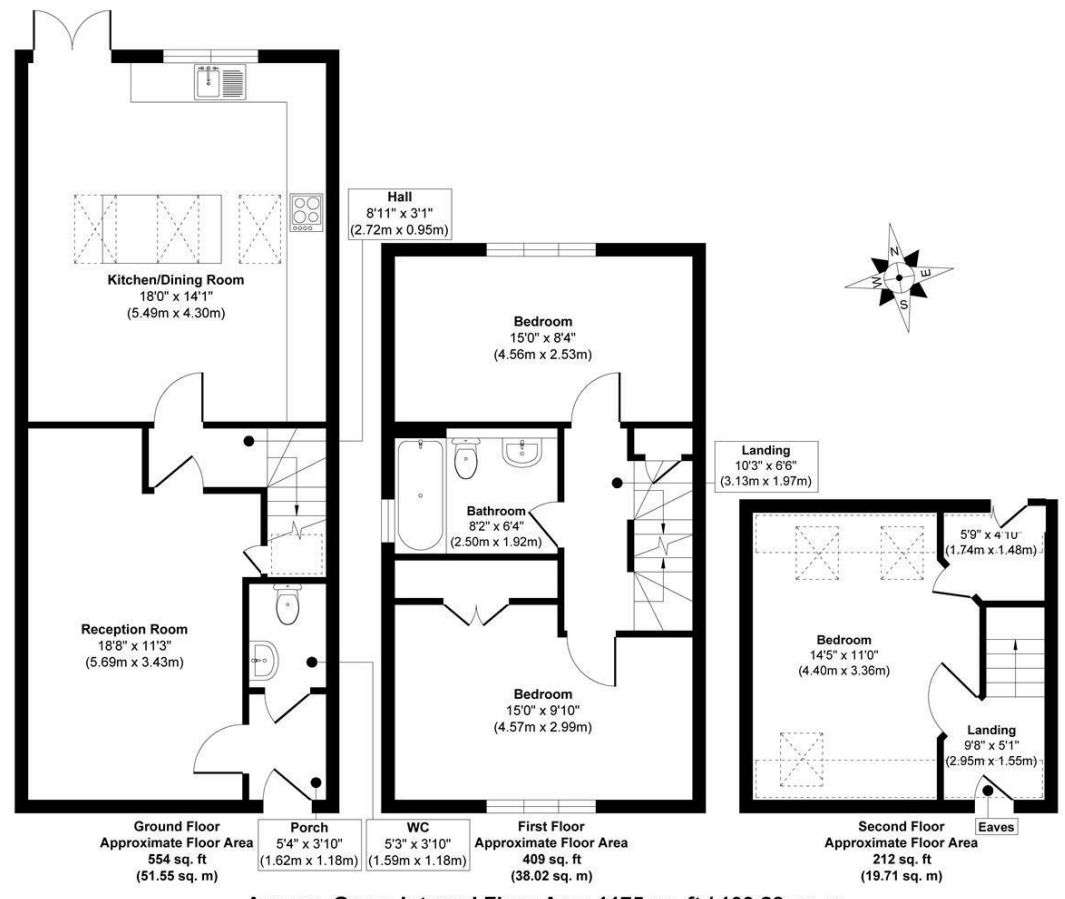 Hall
8'11" x 3'1"
(2.72m x 0.95m)
Kitchen/Dining Room
18'0" x 14'1"
(5.49m x 4.30m)
N
E
S
W
Bedroom
15'0" x 8'4"
(4.56m x 2.53m)
Landing
10'3" x 6'6"
(3.13m x 1.97m)
Bathroom
8'2" x 6'4"
(2.50m x 1.92m)
5'9" x 4'10"
(1.74m x 1.48m)
Reception Room
18'8" x 11'3"
(5.69m x 3.43m)
Bedroom
14'5" x 11'0"
(4.40m x 3.36m)
Bedroom
15'0" x 9'10"
(4.57m x 2.99m)
Landing
9'8" x 5'1"
(2.95m x 1.55m)
Eaves
Ground Floor
Approximate Floor Area
554 sq. ft
(51.55 sq. m)
Porch
5'4" x 3'10"
(1.62m x 1.18m)
WC
5'3" x 3'10"
(1.59m x 1.18m)
First Floor
Approximate Floor Area
409 sq. ft
(38.02 sq. m)
Second Floor
Approximate Floor Area
212 sq. ft
(19.71 sq. m)